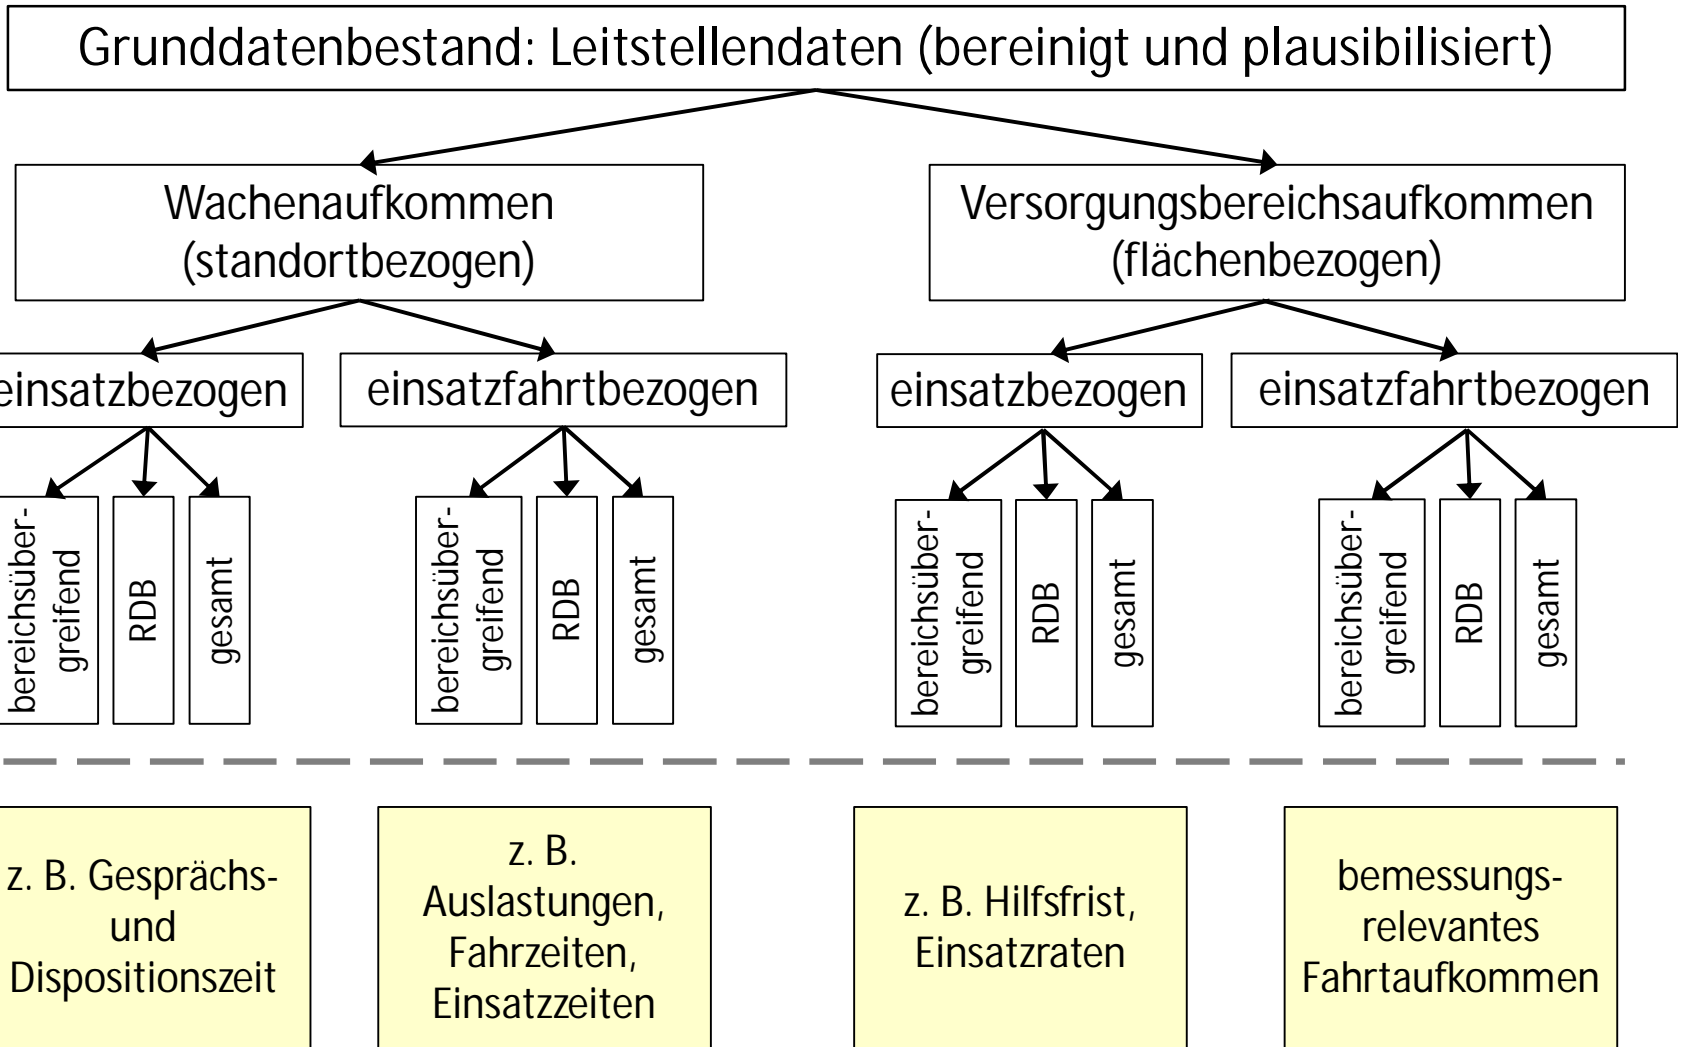 Grunddatenbestand: Leitstellendaten (bereinigt und plausibilisiert)
Wachenaufkommen
(standortbezogen)
Versorgungsbereichsaufkommen
(flächenbezogen)
einsatzbezogen
einsatzfahrtbezogen
einsatzbezogen
einsatzfahrtbezogen
bereichsüber-
greifend
RDB
gesamt
bereichsüber-
greifend
RDB
gesamt
bereichsüber-
greifend
RDB
gesamt
bereichsüber-
greifend
RDB
gesamt
z. B. Gesprächs-
und
Dispositionszeit
z. B.
Auslastungen,
Fahrzeiten,
Einsatzzeiten
z. B. Hilfsfrist,
Einsatzraten
bemessungs-
relevantes
Fahrtaufkommen